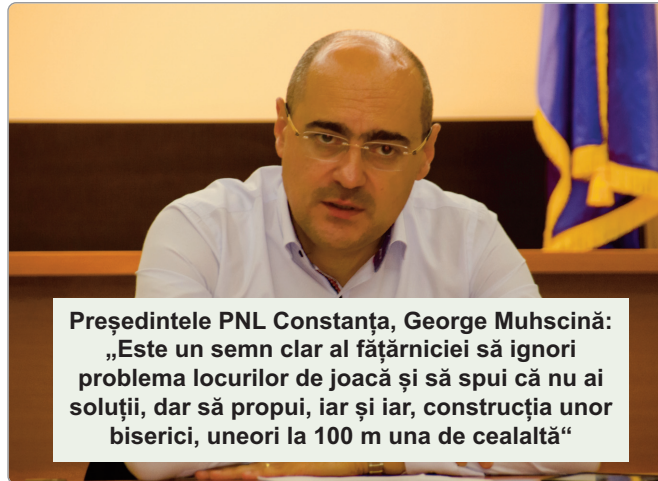 Președintele PNL Constanța, George Muhscină:
„Este un semn clar al fățărniciei să ignori
problema locurilor de joacă și să spui că nu ai
soluții, dar să propui, iar și iar, construcția unor
biserici, uneori la 100 m una de cealaltă“